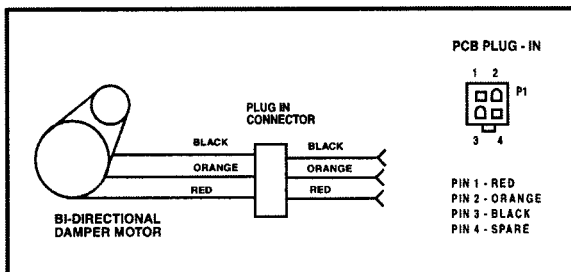 PCB PLUG - IN
1 2
P1
3 4
PLUG IN
CONNECTOR
BLACK BLACK
ORANGE ORANGE
RED RED
BI-DIRECTIONAL
DAMPER MOTOR
PIN 1 - RED
PIN 2 - ORANGE
PIN 3 - BLACK
PIN 4 - SPARE